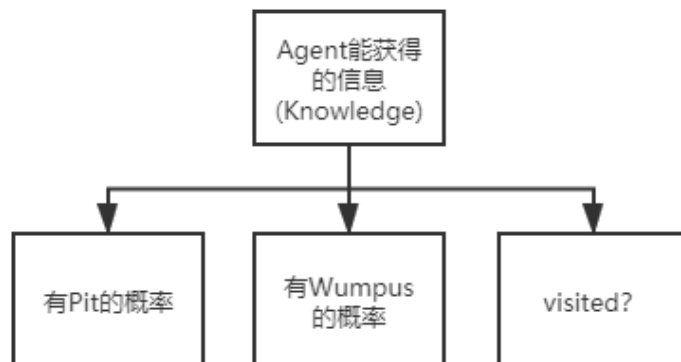 Agent能获得
的信息
(Knowledge)
有Pit的概率
有Wumpus
的概率
visited?